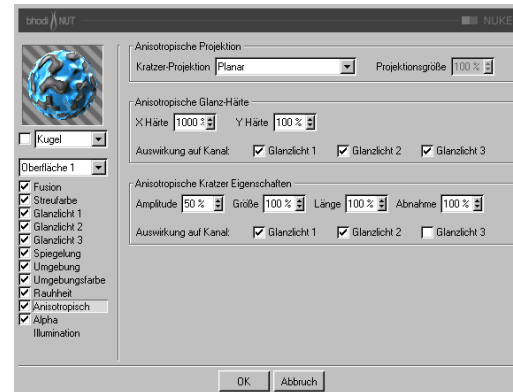 bhodi NUT
NUKE
Anisotropische Projektion
Kratzer-Projektion Planar Projektionsgröße 100 %
Anisotropische Glanz-Härte
X Härte 1000 % Y Härte 100 %
Auswirkung auf Kanal: Glanzlicht 1 Glanzlicht 2 Glanzlicht 3
Anisotropische Kratzer Eigenschaften
Amplitude 50 % Größe 100 % Länge 100 % Abnahme 100 %
Auswirkung auf Kanal: Glanzlicht 1 Glanzlicht 2 Glanzlicht 3
Kugel
Oberfläche 1
Fusion
Streufarbe
Glanzlicht 1
Glanzlicht 2
Glanzlicht 3
Spiegelung
Umgebung
Umgebungsfarbe
Rauhheit
Anisotropisch
Alpha
Illumination
OK Abbruch